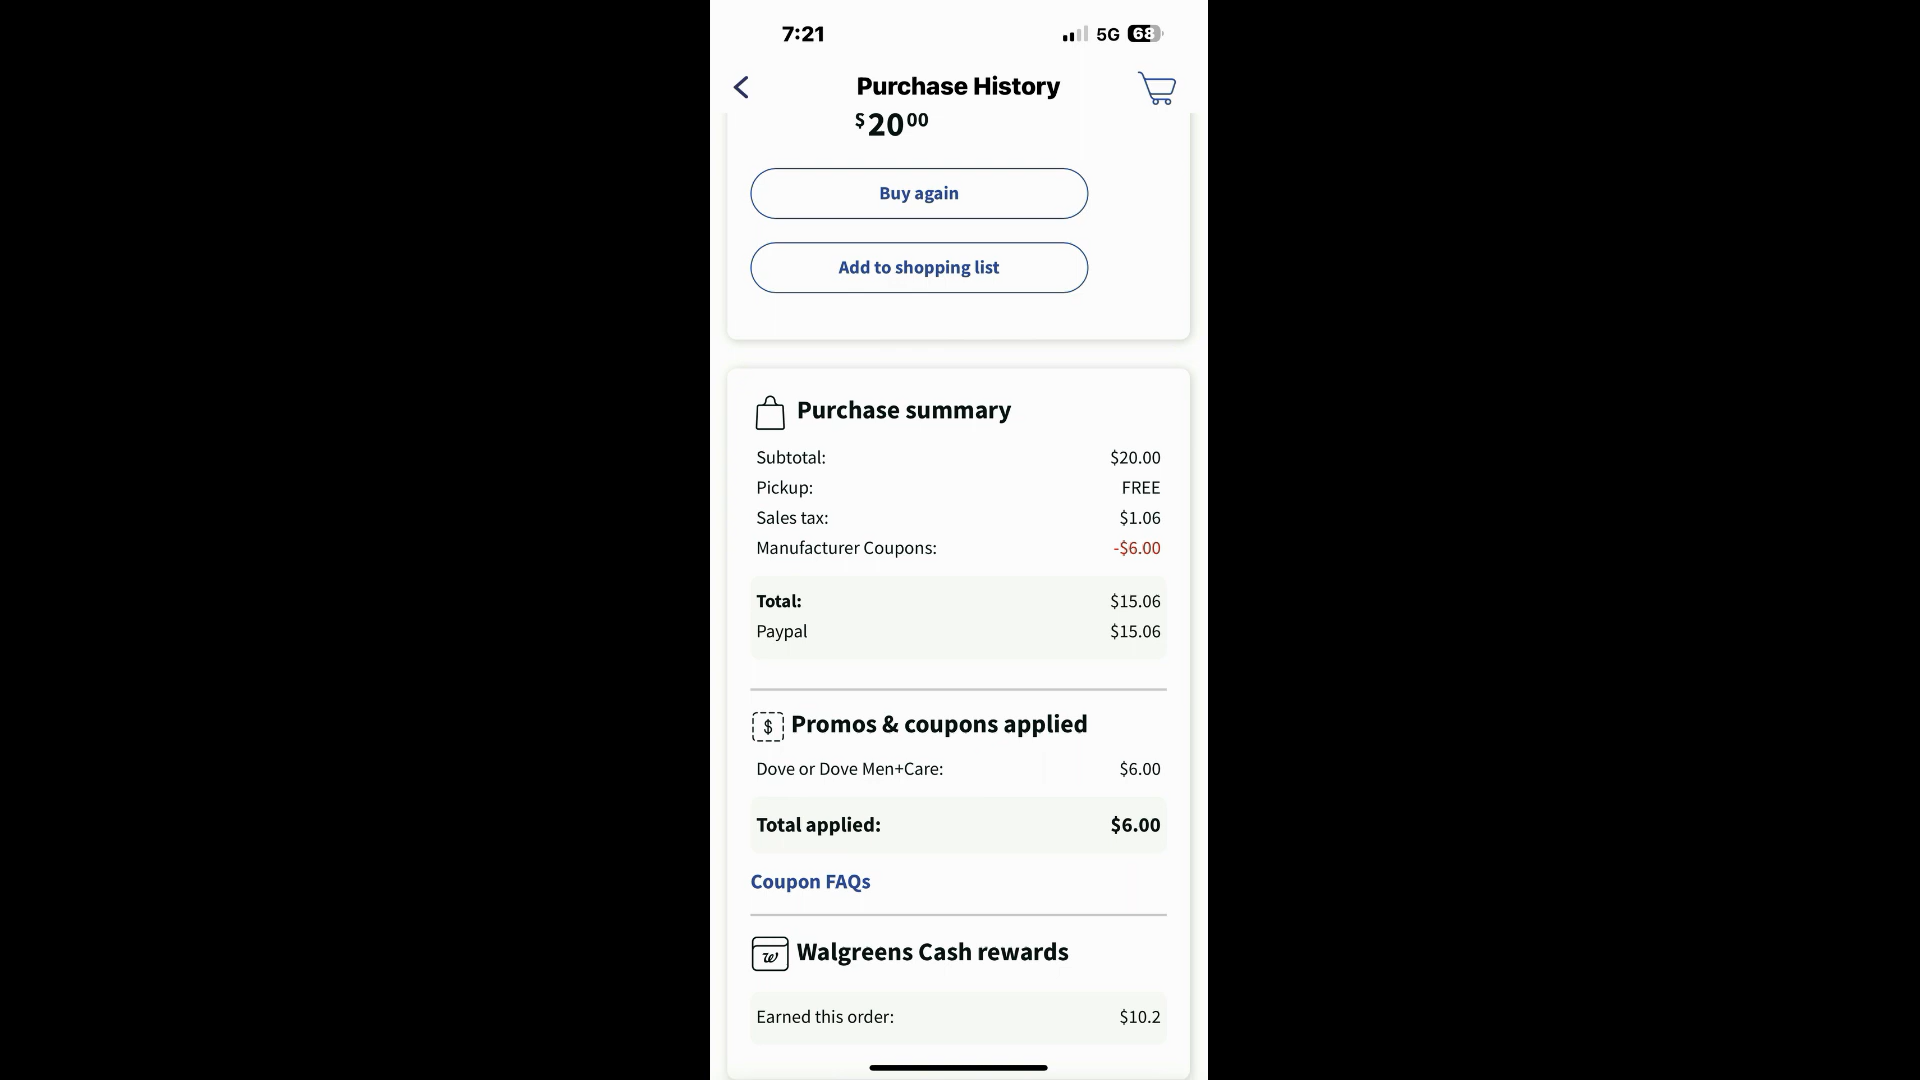 7:21 5G 68
Purchase History
$20 00
Buy again
Add to shopping list
Purchase summary
Subtotal: $20.00
Pickup: FREE
Sales tax: $1.06
Manufacturer Coupons: -$6.00
Total: $15.06
Paypal $15.06
$ Promos & coupons applied
Dove or Dove Men+Care: $6.00
Total applied: $6.00
Coupon FAQs
w Walgreens Cash rewards
Earned this order: $10.2